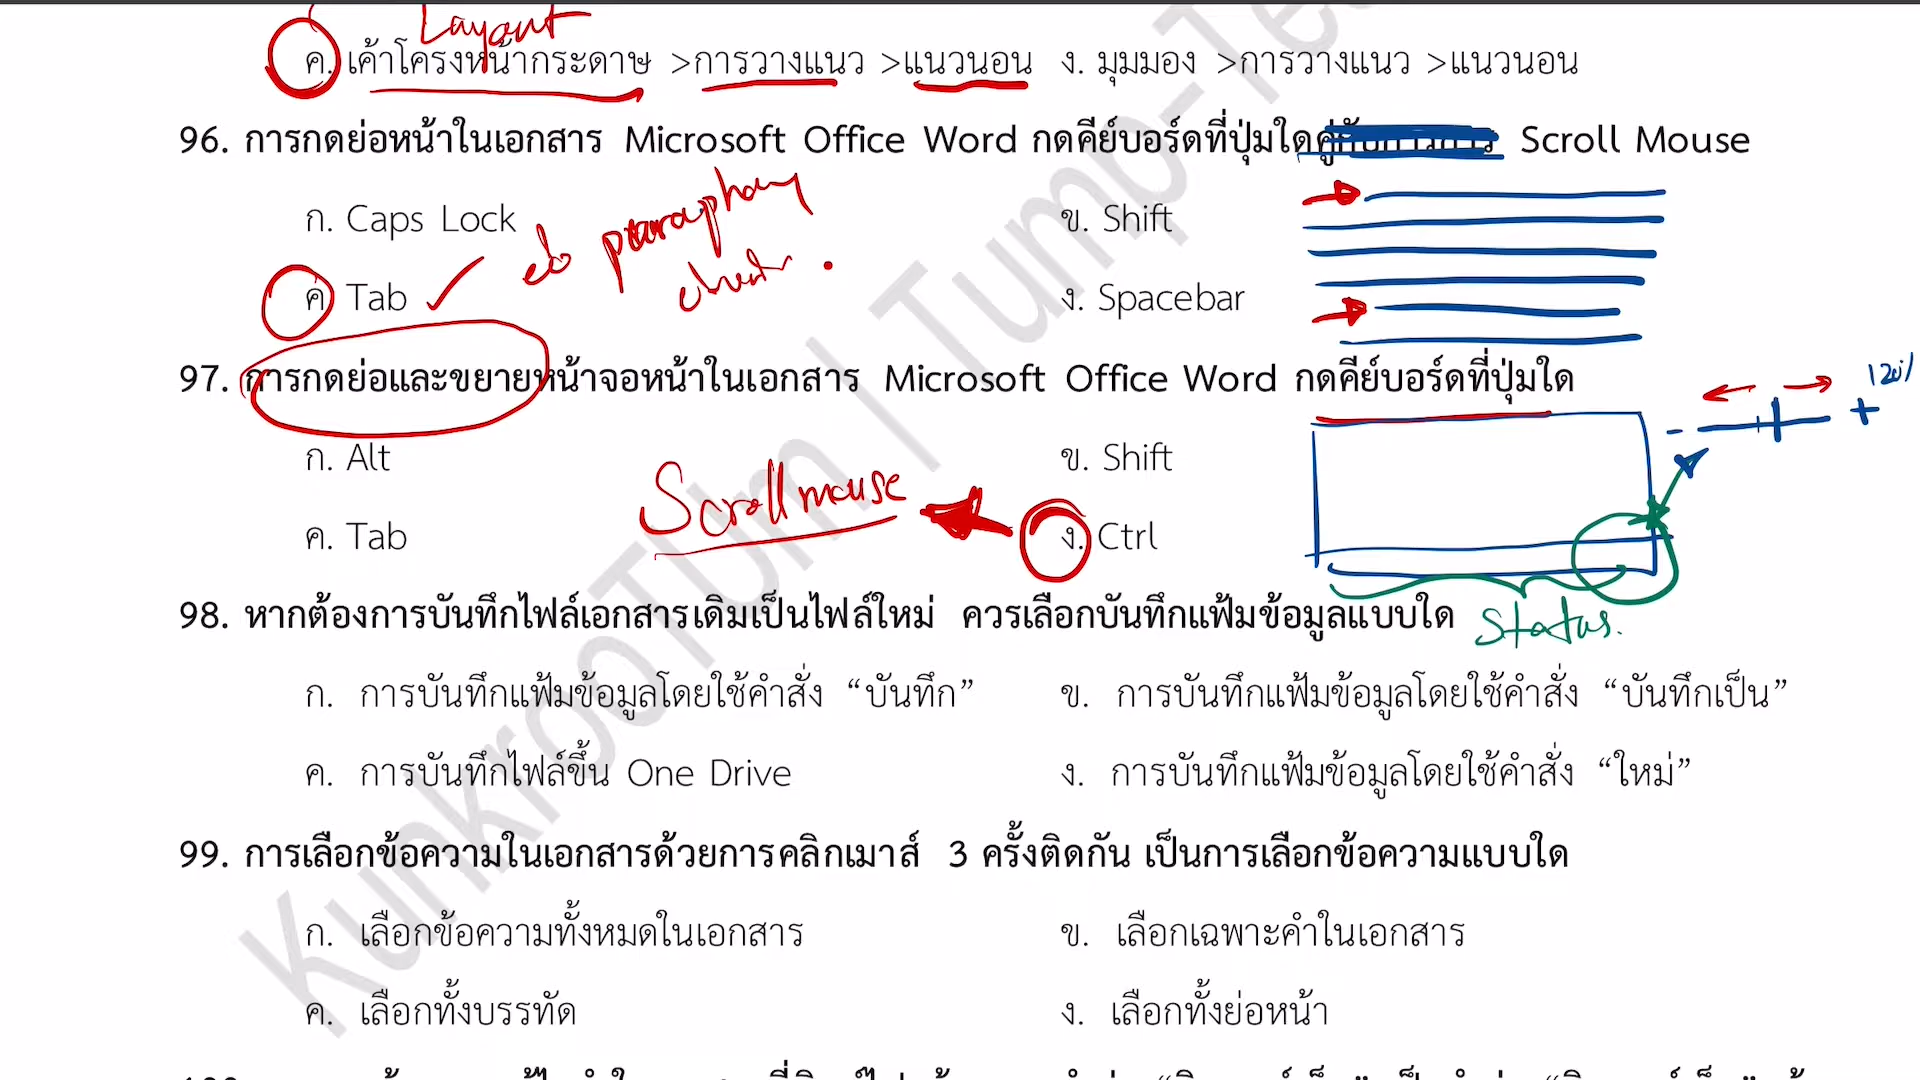 Layout
ค. เค้าโครงหน้ากระดาษ >การวางแนว >แนวนอน ง. มุมมอง >การวางแนว >แนวนอน
96. การกดย่อหน้าในเอกสาร Microsoft Office Word กดคีย์บอร์ดที่ปุ่มใดคู่กับการ Scroll Mouse
ก. Caps Lock ข. Shift
ค Tab ง. Spacebar
97. การกดย่อและขยายหน้าจอหน้าในเอกสาร Microsoft Office Word กดคีย์บอร์ดที่ปุ่มใด
120%
ก. Alt ข. Shift
Scroll mouse
ค. Tab ง. Ctrl
98. หากต้องการบันทึกไฟล์เอกสารเดิมเป็นไฟล์ใหม่ ควรเลือกบันทึกแฟ้มข้อมูลแบบใด
Status.
ก. การบันทึกแฟ้มข้อมูลโดยใช้คำสั่ง “บันทึก” ข. การบันทึกแฟ้มข้อมูลโดยใช้คำสั่ง “บันทึกเป็น”
ค. การบันทึกไฟล์ขึ้น One Drive ง. การบันทึกแฟ้มข้อมูลโดยใช้คำสั่ง “ใหม่”
99. การเลือกข้อความในเอกสารด้วยการคลิกเมาส์ 3 ครั้งติดกัน เป็นการเลือกข้อความแบบใด
ก. เลือกข้อความทั้งหมดในเอกสาร ข. เลือกเฉพาะคำในเอกสาร
ค. เลือกทั้งบรรทัด ง. เลือกทั้งย่อหน้า
KunkrooTUm | Tump-Te